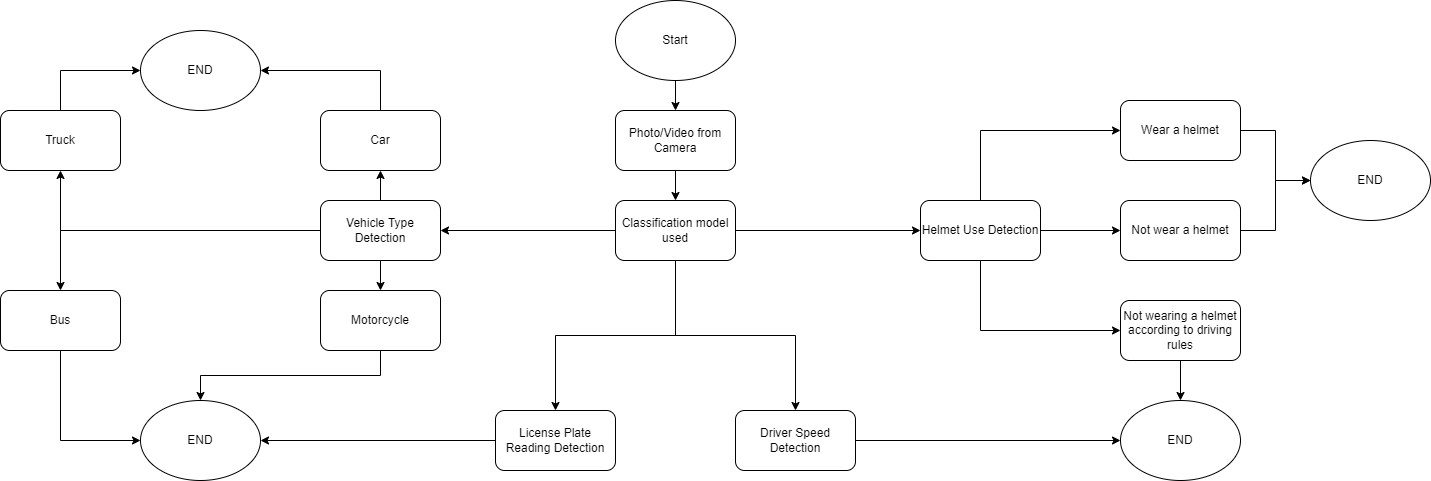 Start
END
Photo/Video from
Camera
Truck
Car
Wear a helmet
END
Vehicle Type
Detection
Classification model
used
Helmet Use Detection
Not wear a helmet
Bus
Motorcycle
Not wearing a helmet
according to driving
rules
END
License Plate
Reading Detection
Driver Speed
Detection
END